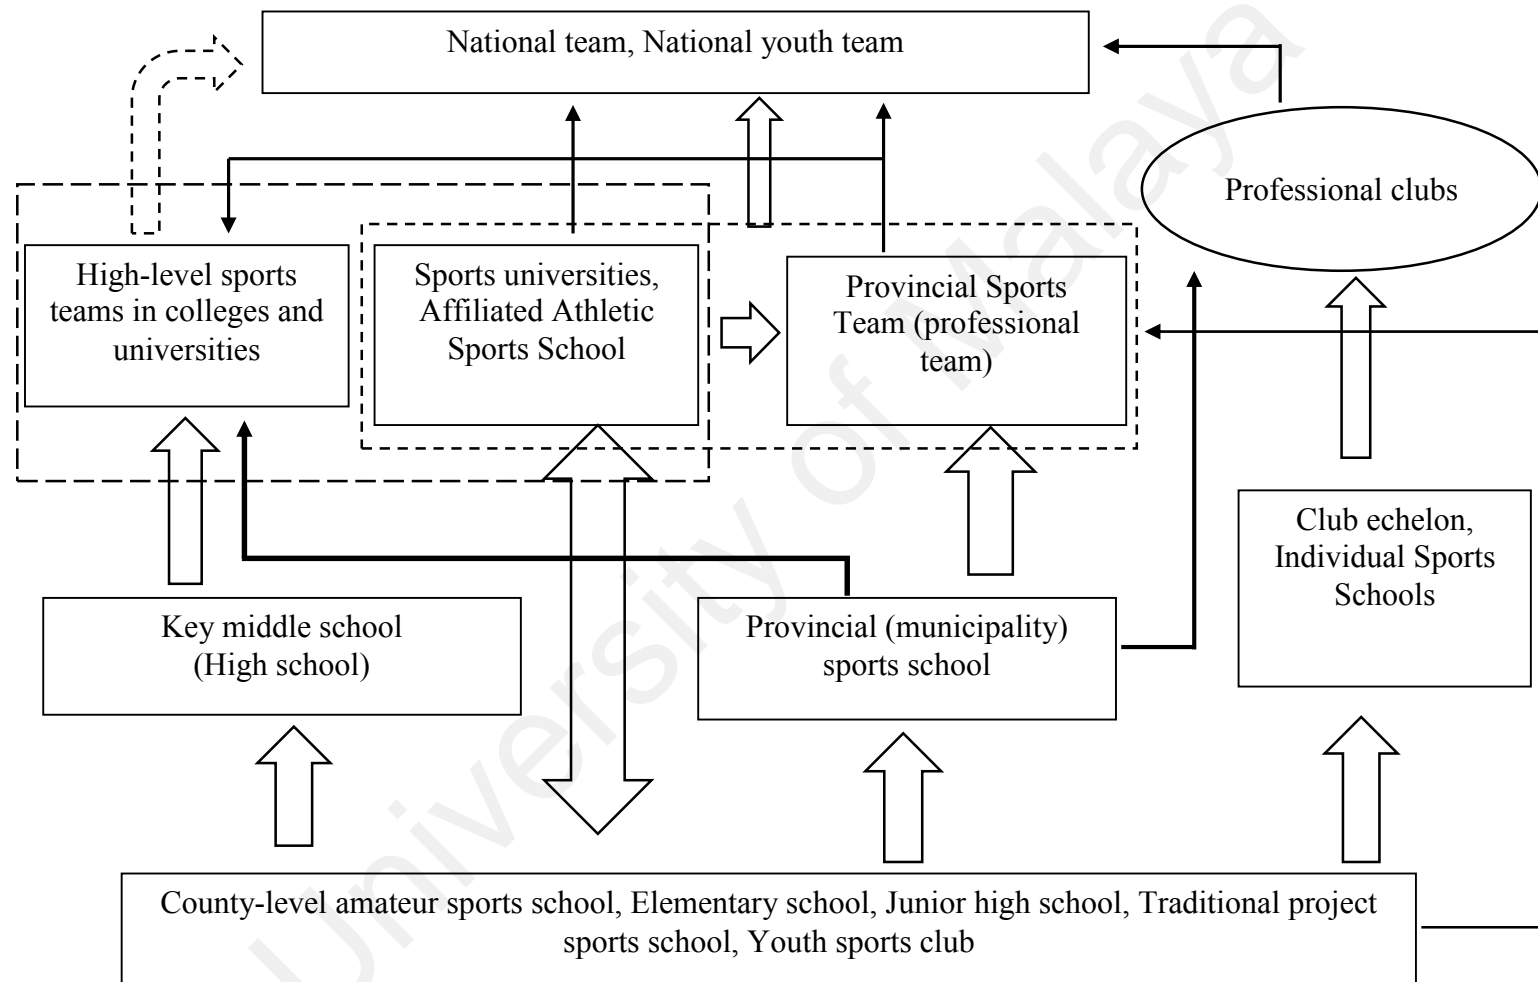 National team, National youth team
Professional clubs
High-level sports
teams in colleges and
universities
Sports universities,
Affiliated Athletic
Sports School
Provincial Sports
Team (professional
team)
Club echelon,
Individual Sports
Schools
Key middle school
(High school)
Provincial (municipality)
sports school
County-level amateur sports school, Elementary school, Junior high school, Traditional project
sports school, Youth sports club
University of Malaya